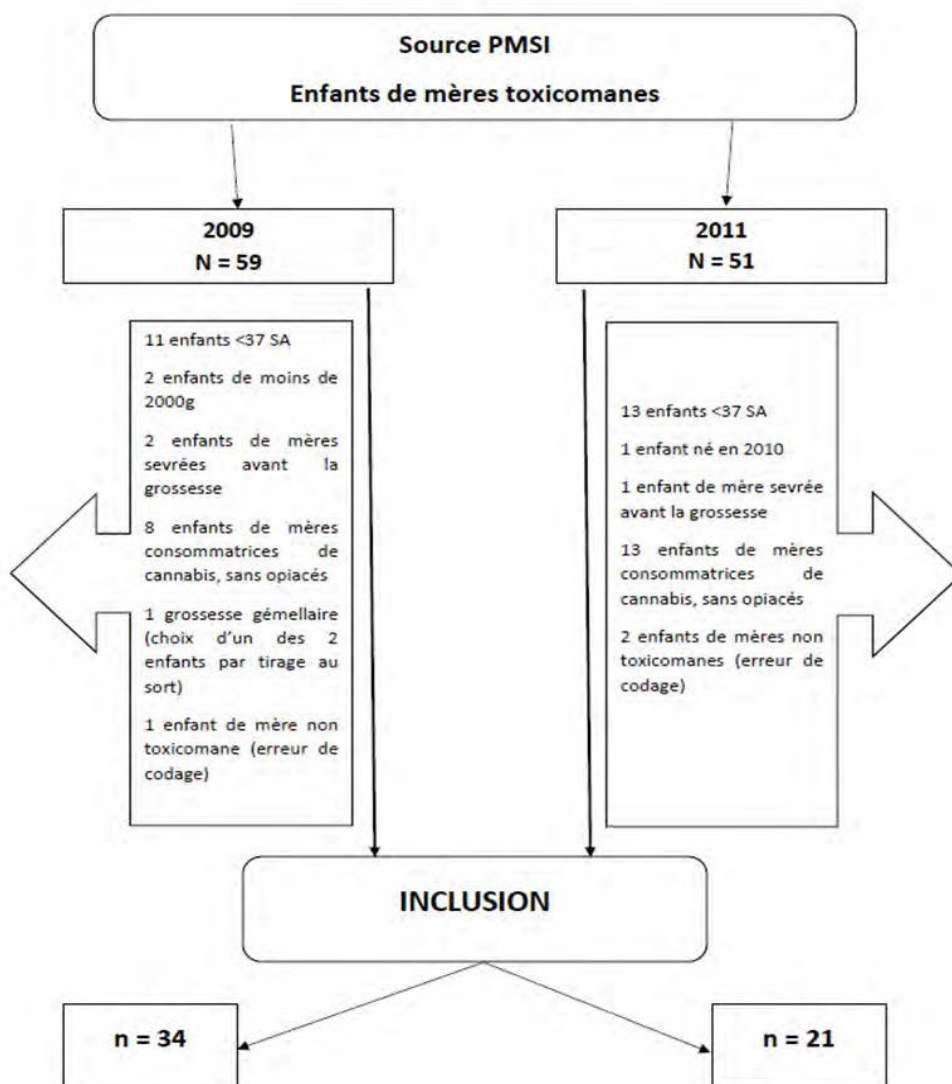 Source PMSI
Enfants de mères toxicomanes
2009
N = 59
2011
N = 51
11 enfants <37 SA
2 enfants de moins de
2000g
2 enfants de mères
sevrées avant la
grossesse
8 enfants de mères
consommatrices de
cannabis, sans opiacés
1 grossesse gémellaire
(choix d'un des 2
enfants par tirage au
sort)
1 enfant de mère non
toxicomane (erreur de
codage)
13 enfants <37 SA
1 enfant né en 2010
1 enfant de mère sevrée
avant la grossesse
13 enfants de mères
consommatrices de
cannabis, sans opiacés
2 enfants de mères non
toxicomanes (erreur de
codage)
INCLUSION
n = 34
n = 21